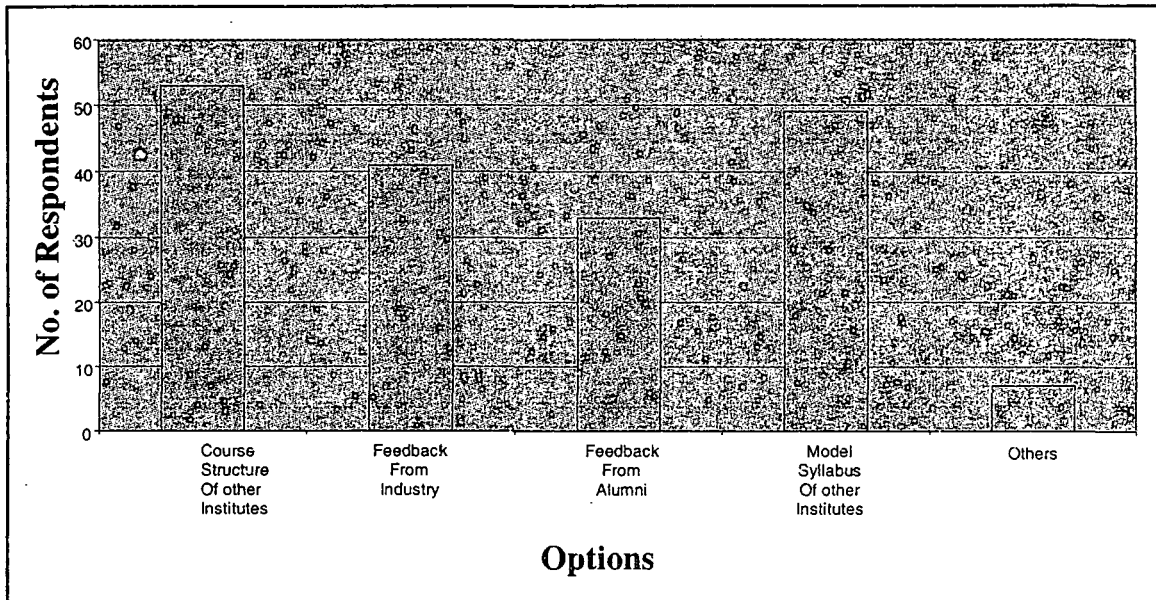 No. of Respondents
60
50
40
30
20
10
0
Course
Structure
Of other
Institutes
Feedback
From
Industry
Feedback
From
Alumni
Model
Syllabus
Of other
Institutes
Others
Options